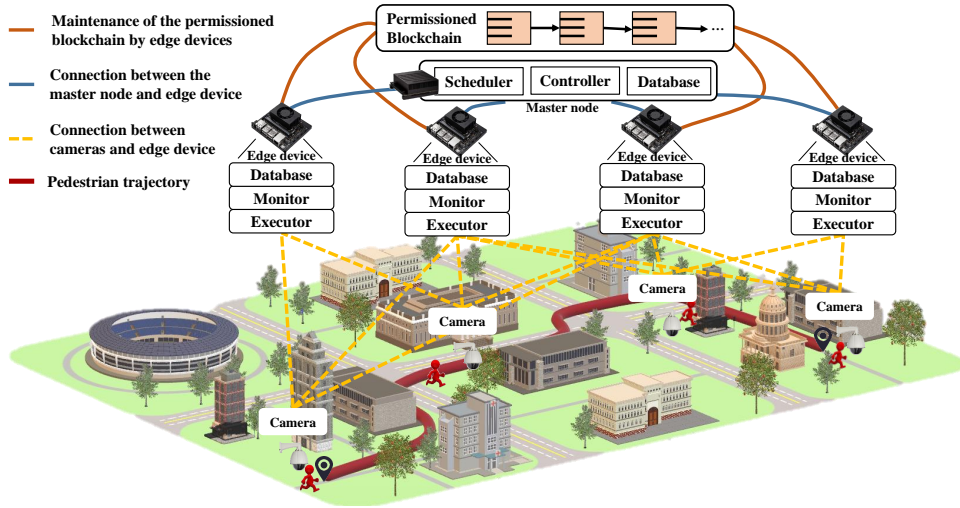 Maintenance of the permissioned
blockchain by edge devices
Connection between the
master node and edge device
Connection between
cameras and edge device
Pedestrian trajectory
Permissioned
Blockchain
...
Scheduler
Controller
Database
Master node
Edge device
Database
Monitor
Executor
Edge device
Database
Monitor
Executor
Edge device
Database
Monitor
Executor
Edge device
Database
Monitor
Executor
Camera
Camera
Camera
Camera